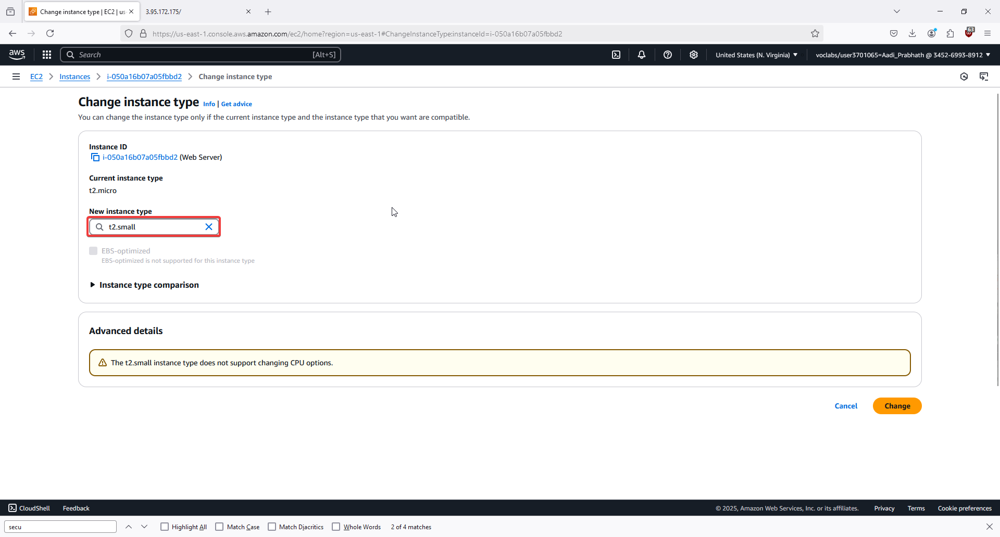 Change instance type | EC2 | us-
3.95.172.175/
https://us-east-1.console.aws.amazon.com/ec2/home?region=us-east-1#ChangeInstanceType:instanceId=i-050a16b07a05fbbd2
63
aws
Search
[Alt+S]
United States (N. Virginia)
voclabs/user3701065=Aadi_Prabhath @ 3452-6993-8912
EC2 > Instances > i-050a16b07a05fbbd2 > Change instance type
Change instance type Info | Get advice
You can change the instance type only if the current instance type and the instance type that you want are compatible.
Instance ID
i-050a16b07a05fbbd2 (Web Server)
Current instance type
t2.micro
New instance type
t2.small
EBS-optimized
EBS-optimized is not supported for this instance type
Instance type comparison
Advanced details
The t2.small instance type does not support changing CPU options.
Cancel
Change
CloudShell
Feedback
© 2025, Amazon Web Services, Inc. or its affiliates.
Privacy
Terms
Cookie preferences
secu
Highlight All
Match Case
Match Diacritics
Whole Words
2 of 4 matches